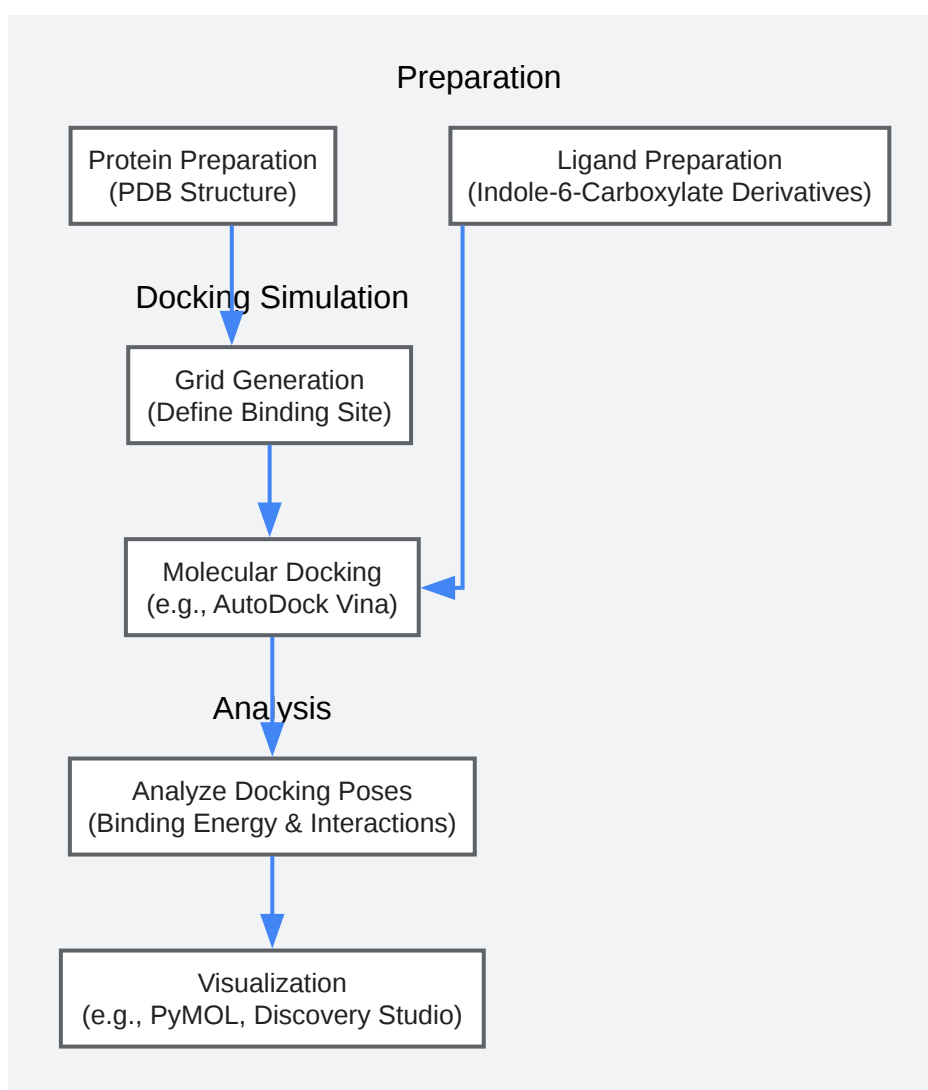 Preparation
Protein Preparation
(PDB Structure)
Ligand Preparation
(Indole-6-Carboxylate Derivatives)
Docking Simulation
Grid Generation
(Define Binding Site)
Molecular Docking
(e.g., AutoDock Vina)
Analysis
Analyze Docking Poses
(Binding Energy & Interactions)
Visualization
(e.g., PyMOL, Discovery Studio)